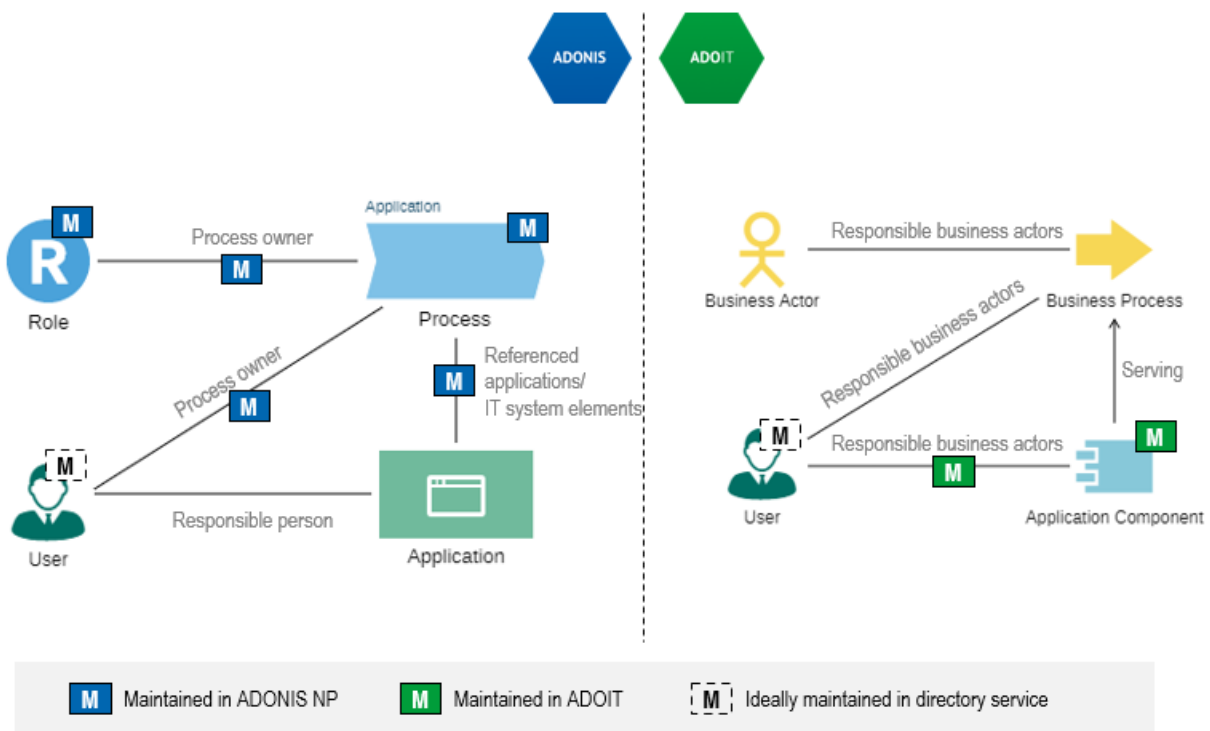 ADONIS
ADOIT
Application
M
M
R
Process owner
M
Role
Process
Process owner
M
M
Referenced
applications/
IT system elements
M
Responsible person
User
Application
Responsible business actors
Business Actor
Business Process
Responsible business actors
Serving
M
Responsible business actors
M
M
User
Application Component
M Maintained in ADONIS NP
M Maintained in ADOIT
M Ideally maintained in directory service